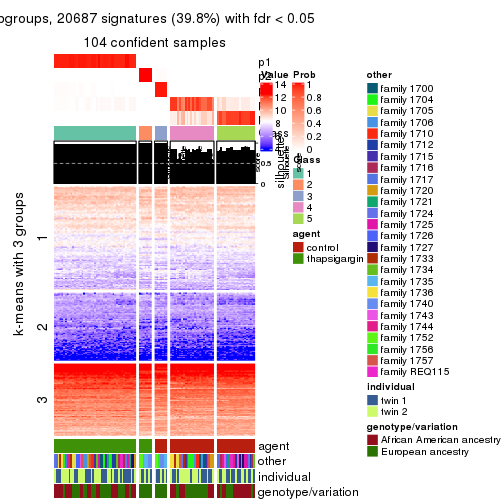 ogroups, 20687 signatures (39.8%) with fdr < 0.05
104 confident samples
p1
p2
Value
14
12
10
8
6
Prob
1
0.8
0.6
0.4
0.2
0
silhouette
0.5
0
Class
1
2
3
4
5
agent
control
thapsigargin
k-means with 3 groups
1
2
3
agent
other
individual
genotype/variation
other
family 1700
family 1704
family 1705
family 1706
family 1710
family 1712
family 1715
family 1716
family 1717
family 1720
family 1721
family 1724
family 1725
family 1726
family 1727
family 1733
family 1734
family 1735
family 1736
family 1740
family 1743
family 1744
family 1752
family 1756
family 1757
family REQ115
individual
twin 1
twin 2
genotype/variation
African American ancestry
European ancestry